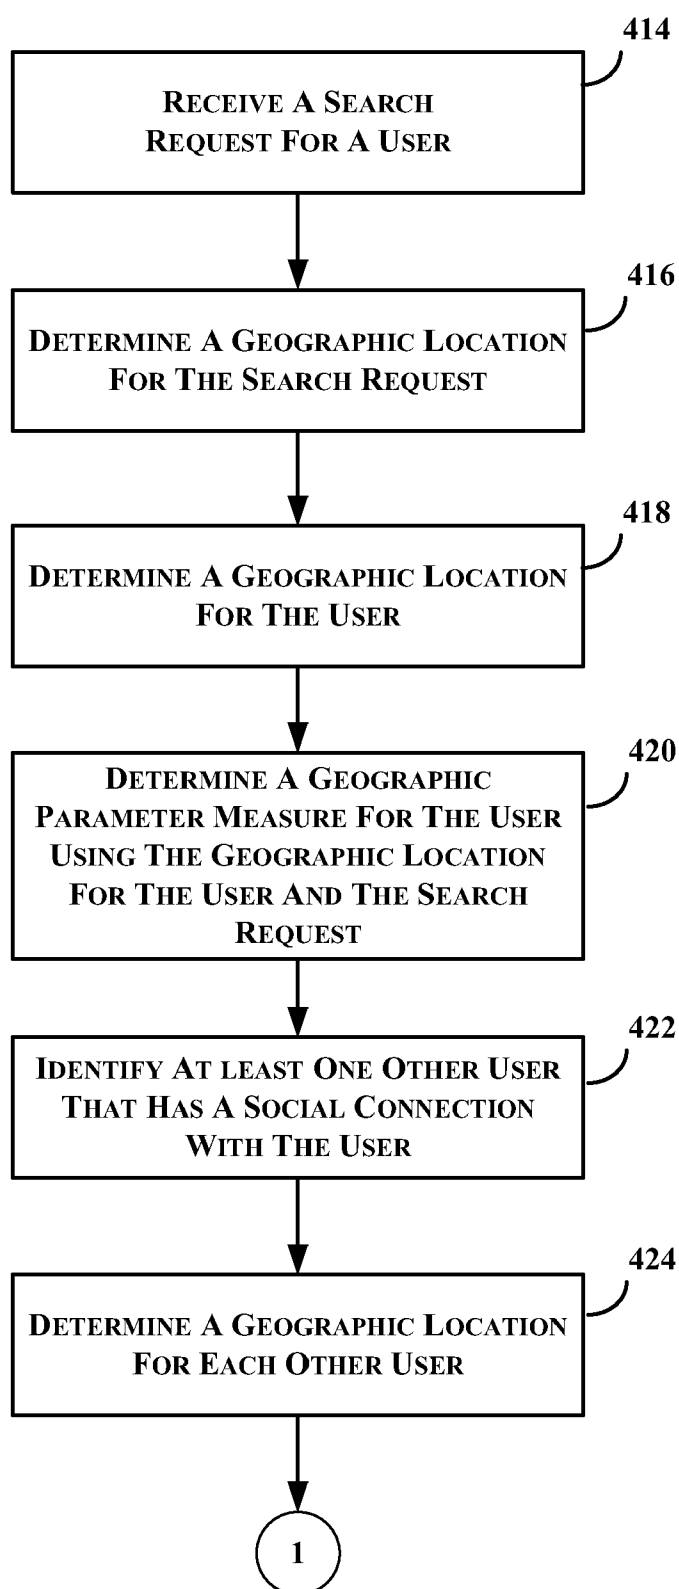 414
RECEIVE A SEARCH
REQUEST FOR A USER
416
DETERMINE A GEOGRAPHIC LOCATION
FOR THE SEARCH REQUEST
418
DETERMINE A GEOGRAPHIC LOCATION
FOR THE USER
420
DETERMINE A GEOGRAPHIC
PARAMETER MEASURE FOR THE USER
USING THE GEOGRAPHIC LOCATION
FOR THE USER AND THE SEARCH
REQUEST
422
IDENTIFY AT LEAST ONE OTHER USER
THAT HAS A SOCIAL CONNECTION
WITH THE USER
424
DETERMINE A GEOGRAPHIC LOCATION
FOR EACH OTHER USER
1